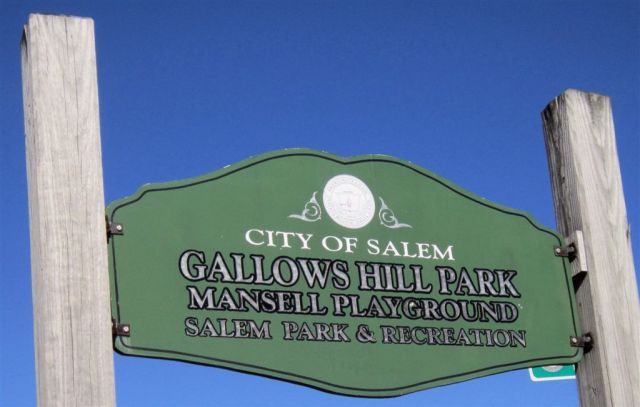 CITY OF SALEM
GALLOWS HILL PARK
MANSELL PLAYGROUND
SALEM PARK & RECREATION